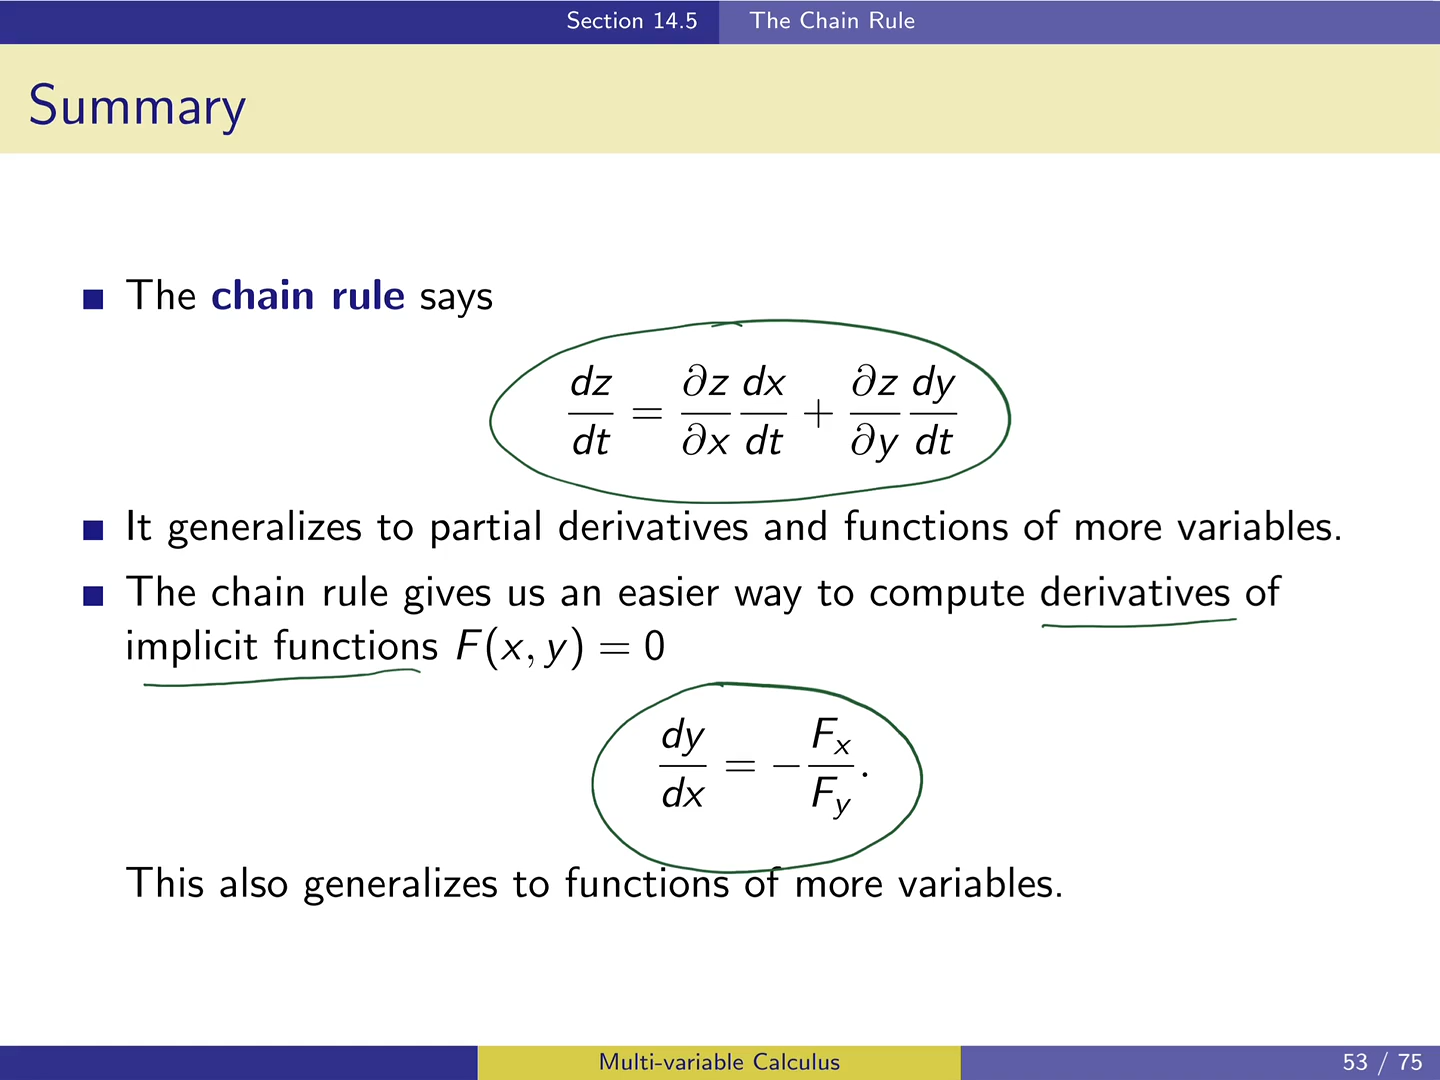 Section 14.5 The Chain Rule
Summary
The chain rule says
dz/dt = ∂z/∂x dx/dt + ∂z/∂y dy/dt
It generalizes to partial derivatives and functions of more variables.
The chain rule gives us an easier way to compute derivatives of
implicit functions F(x, y) = 0
dy/dx = − Fₓ/Fᵧ.
This also generalizes to functions of more variables.
Multi-variable Calculus 53 / 75